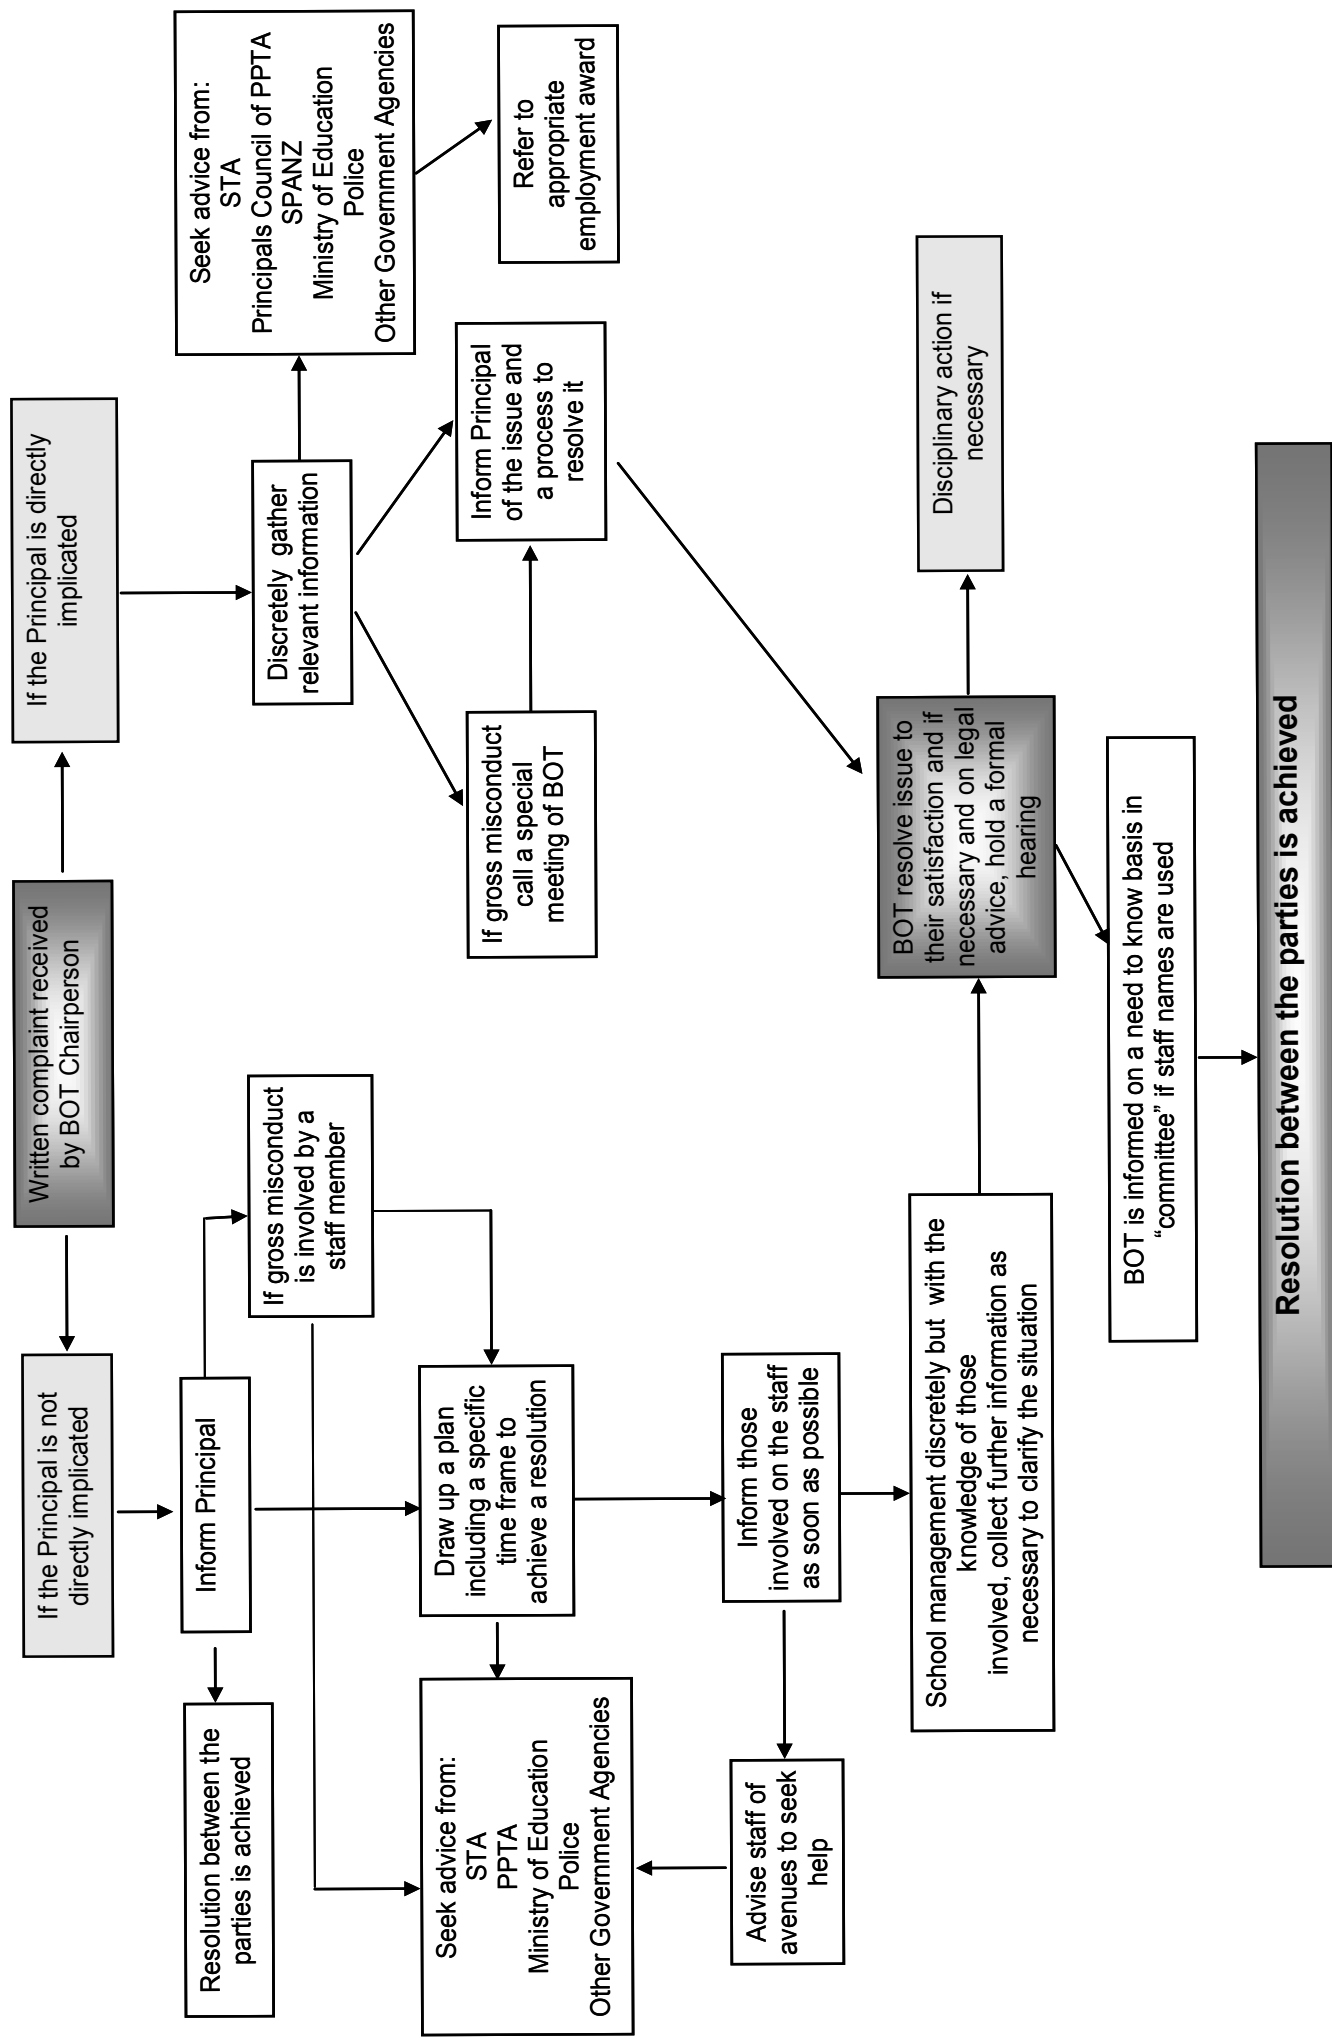 Written complaint received
by BOT Chairperson
If the Principal is not
directly implicated
If the Principal is directly
implicated
Resolution between the
parties is achieved
Inform Principal
If gross misconduct
is involved by a
staff member
Discretely gather
relevant information
Seek advice from:
STA
Principals Council of PPTA
SPANZ
Ministry of Education
Police
Other Government Agencies
Seek advice from:
STA
PPTA
Ministry of Education
Police
Other Government Agencies
Draw up a plan
including a specific
time frame to
achieve a resolution
If gross misconduct
call a special
meeting of BOT
Inform Principal
of the issue and
a process to
resolve it
Refer to
appropriate
employment award
Advise staff of
avenues to seek
help
Inform those
involved on the staff
as soon as possible
School management discretely but with the
knowledge of those
involved, collect further information as
necessary to clarify the situation
BOT resolve issue to
their satisfaction and if
necessary and on legal
advice, hold a formal
hearing
Disciplinary action if
necessary
BOT is informed on a need to know basis in
“committee” if staff names are used
Resolution between the parties is achieved